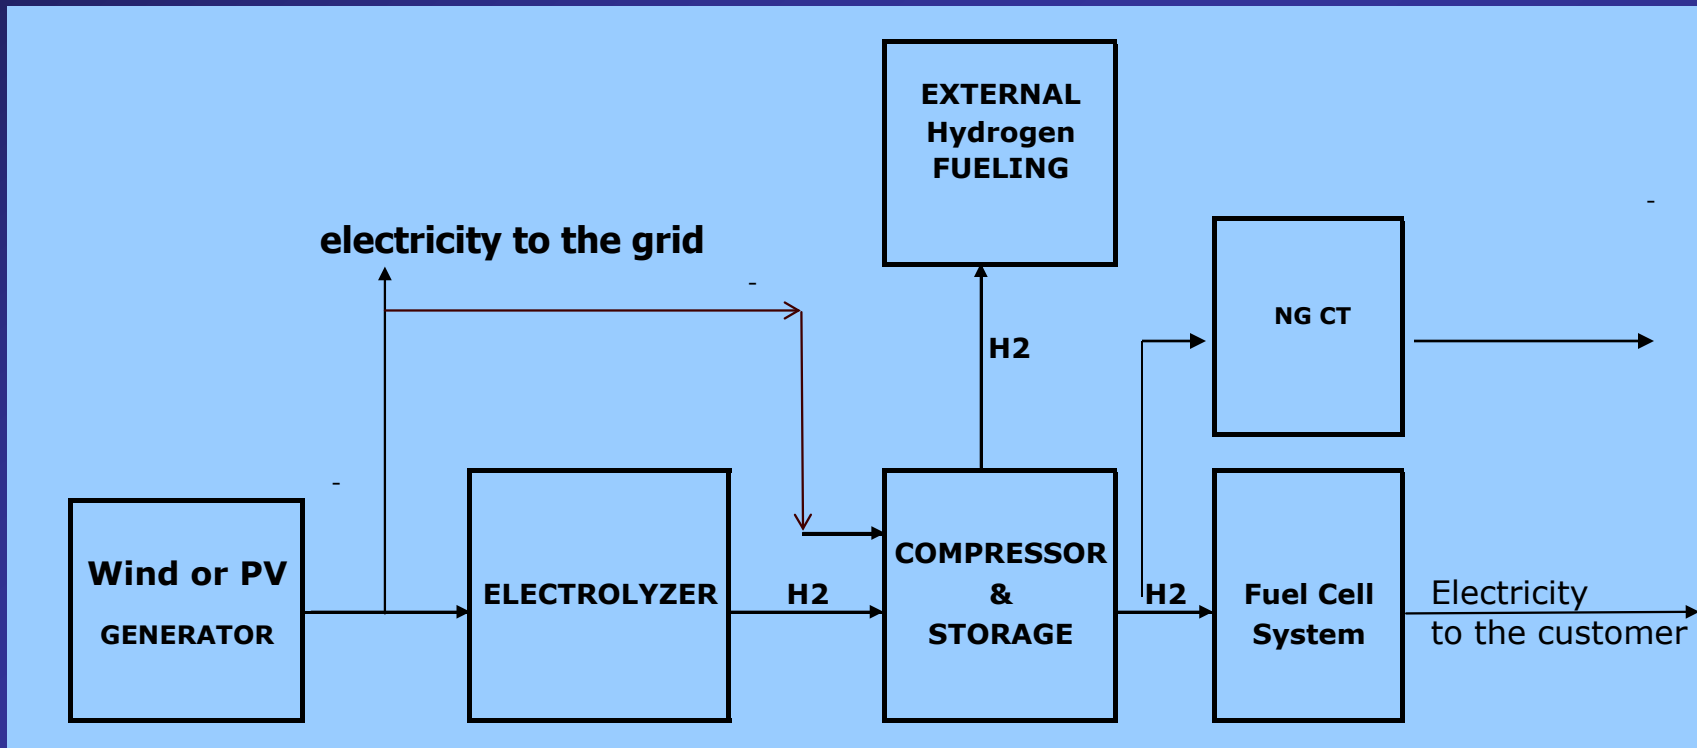 EXTERNAL
Hydrogen
FUELING
-
electricity to the grid
-
NG CT
H2
-
Wind or PV
GENERATOR
ELECTROLYZER
H2
COMPRESSOR
&
STORAGE
H2
Fuel Cell
System
Electricity
to the customer